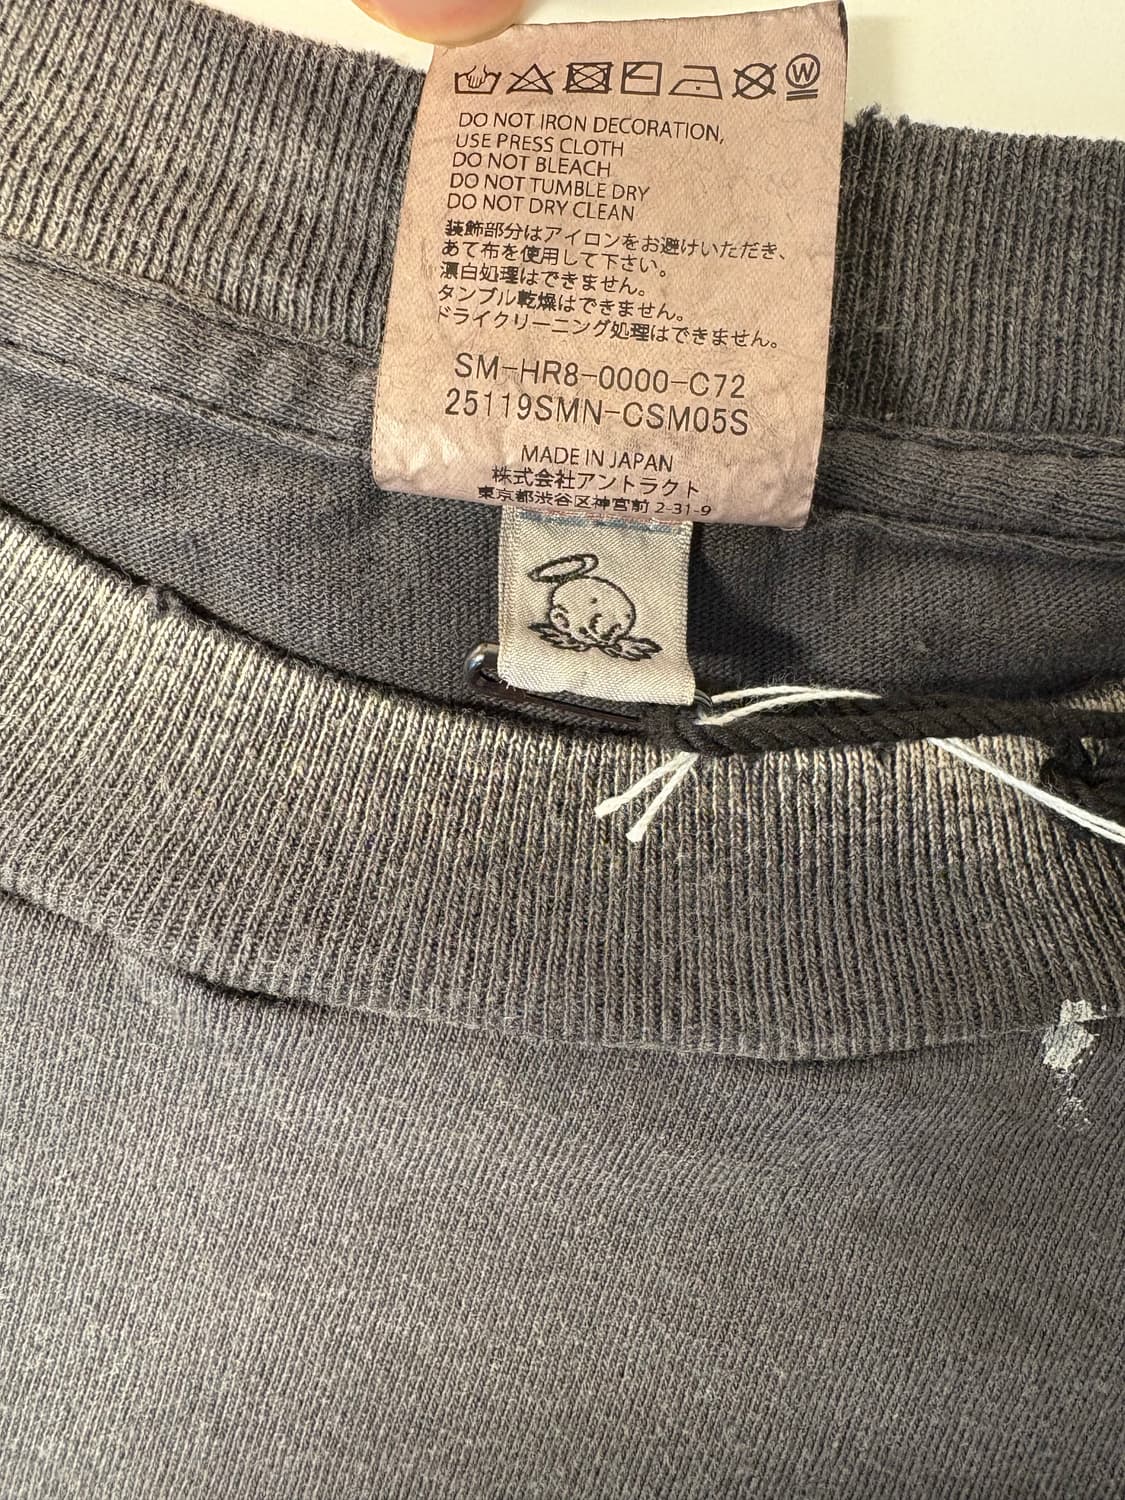 W
DO NOT IRON DECORATION,
USE PRESS CLOTH
DO NOT BLEACH
DO NOT TUMBLE DRY
DO NOT DRY CLEAN
装飾部分はアイロンをお避けいただき、
あて布を使用して下さい。
漂白処理はできません。
タンブル乾燥はできません。
ドライクリーニング処理はできません。
SM-HR8-0000-C72
25119SMN-CSM05S
MADE IN JAPAN
株式会社アントラクト
東京都渋谷区神宮前 2-31-9